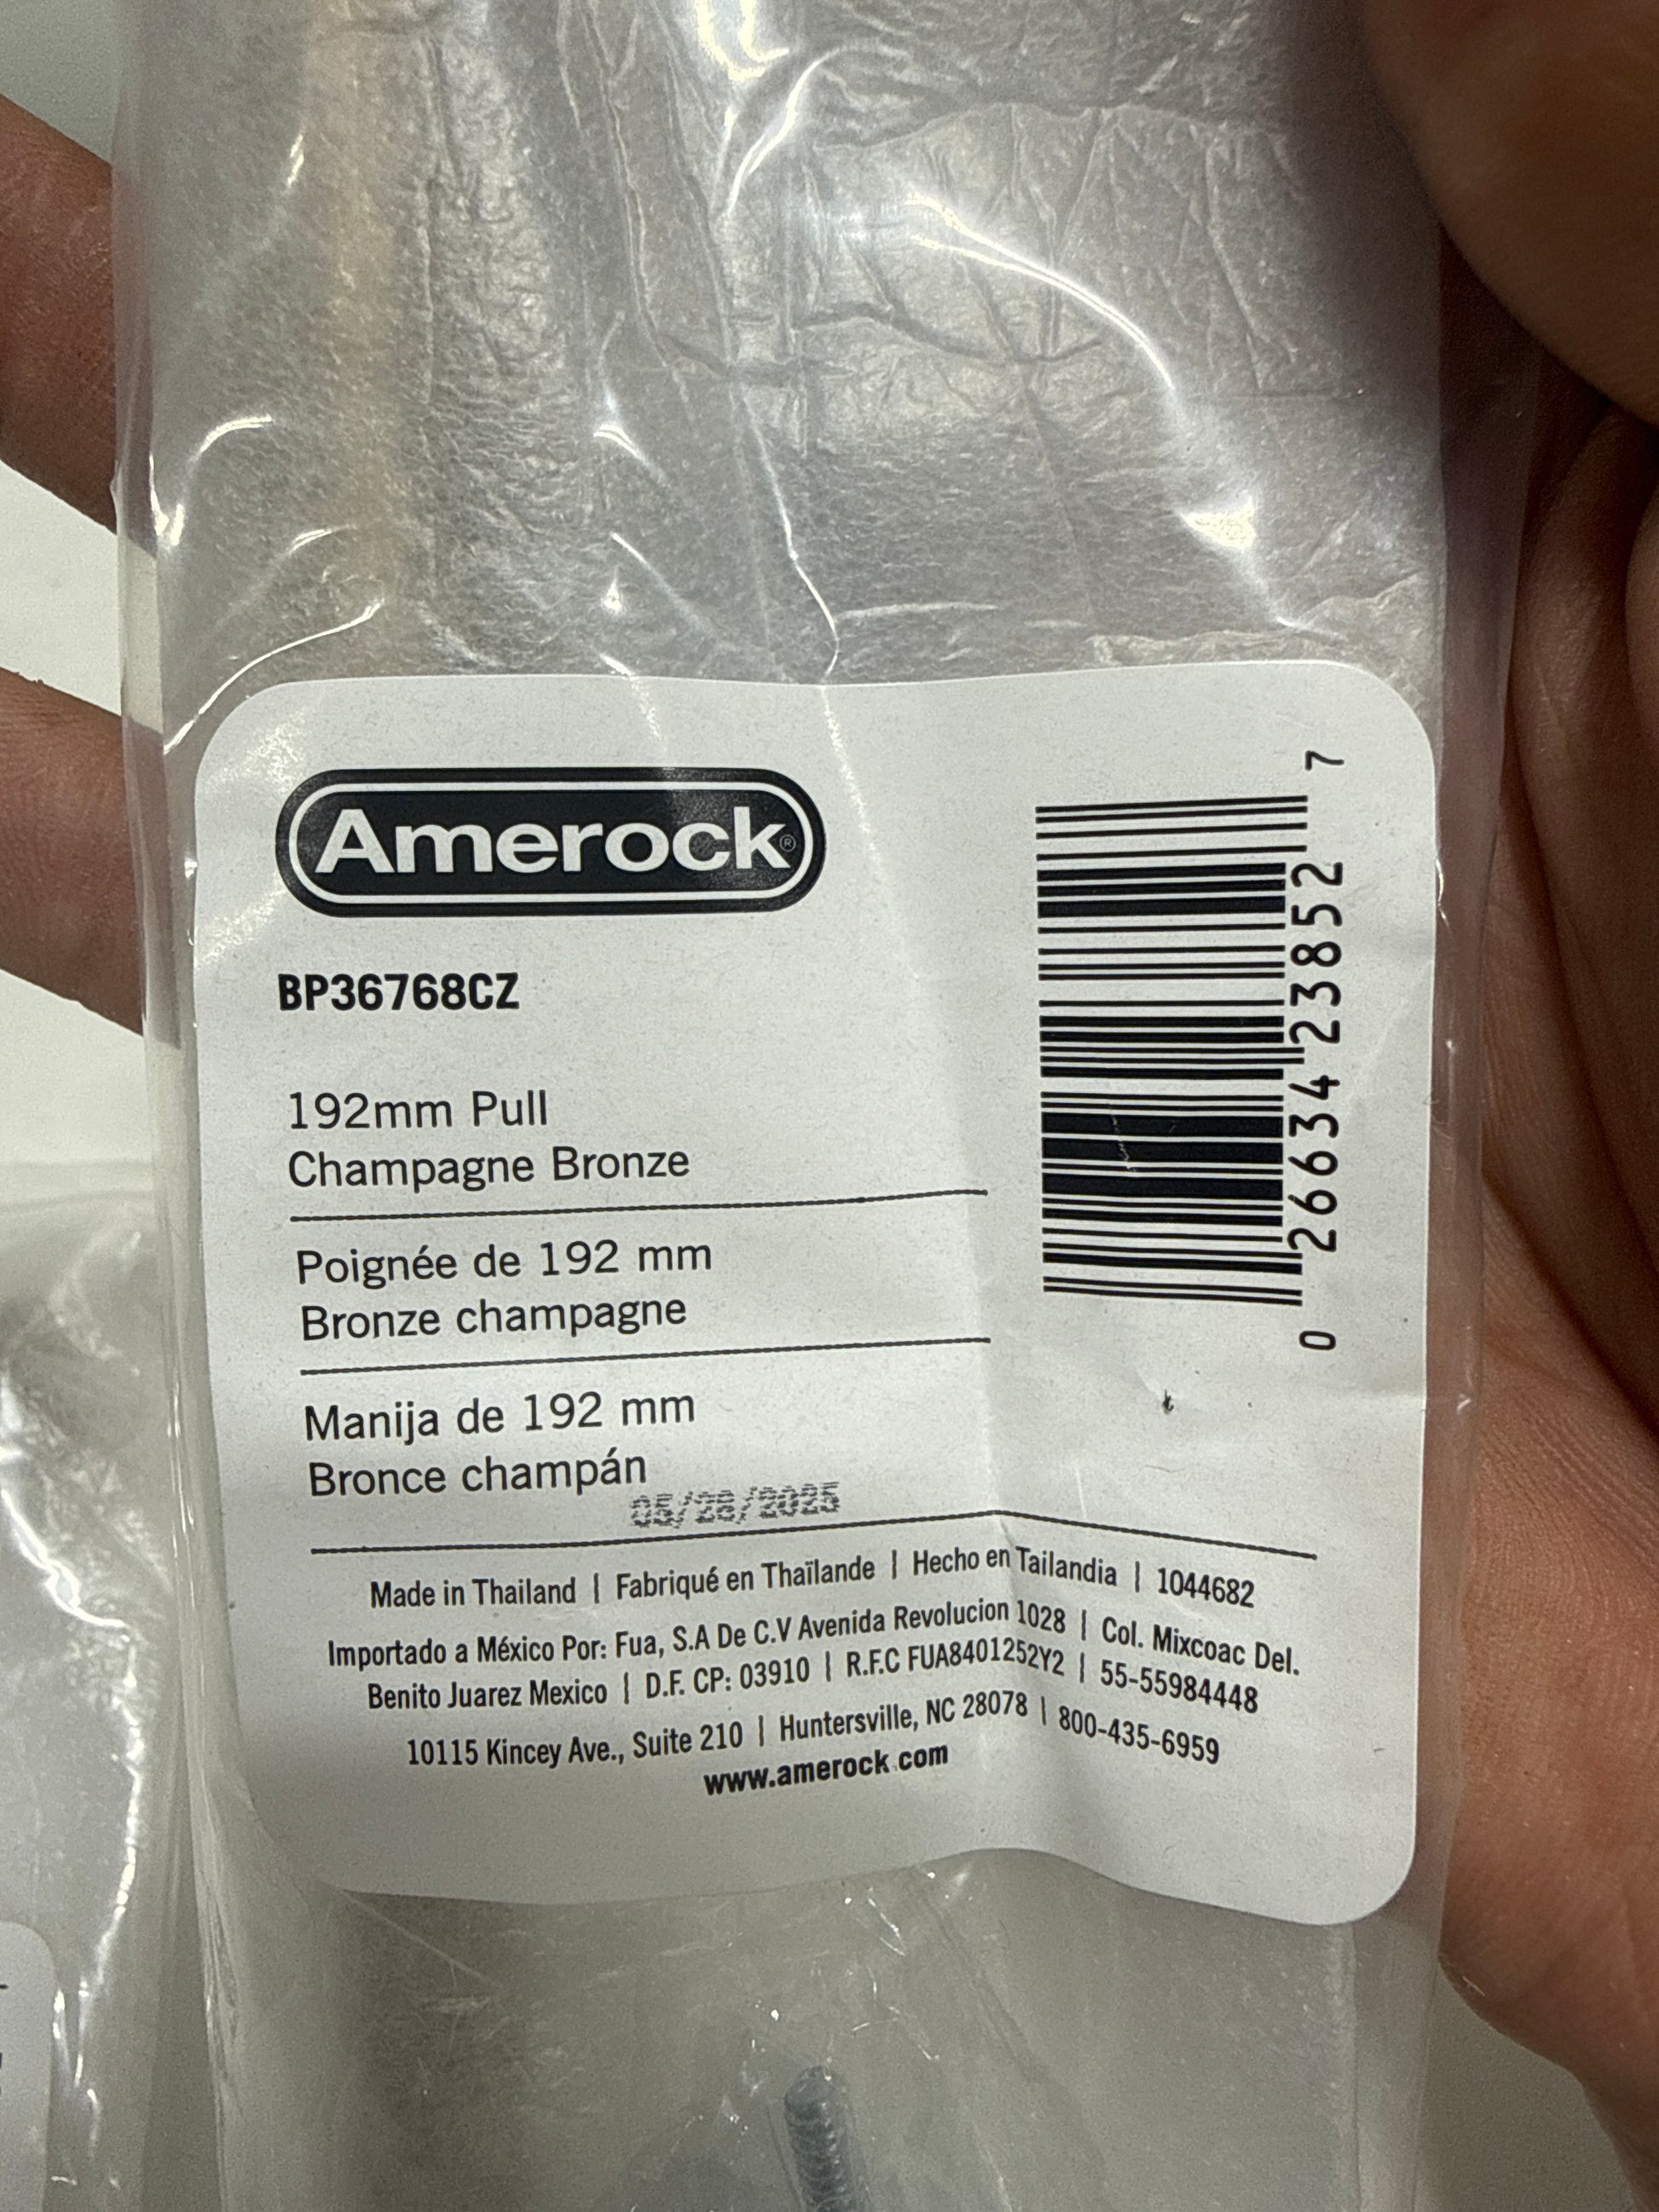 Amerock®
BP36768CZ
192mm Pull
Champagne Bronze
Poignée de 192 mm
Bronze champagne
Manija de 192 mm
Bronce champán
05/28/2025
Made in Thailand | Fabriqué en Thaïlande | Hecho en Tailandia | 1044682
Importado a México Por: Fua, S.A De C.V Avenida Revolucion 1028 | Col. Mixcoac Del.
Benito Juarez Mexico | D.F. CP: 03910 | R.F.C FUA8401252Y2 | 55-55984448
10115 Kincey Ave., Suite 210 | Huntersville, NC 28078 | 800-435-6959
www.amerock.com
0 26634 23852 7